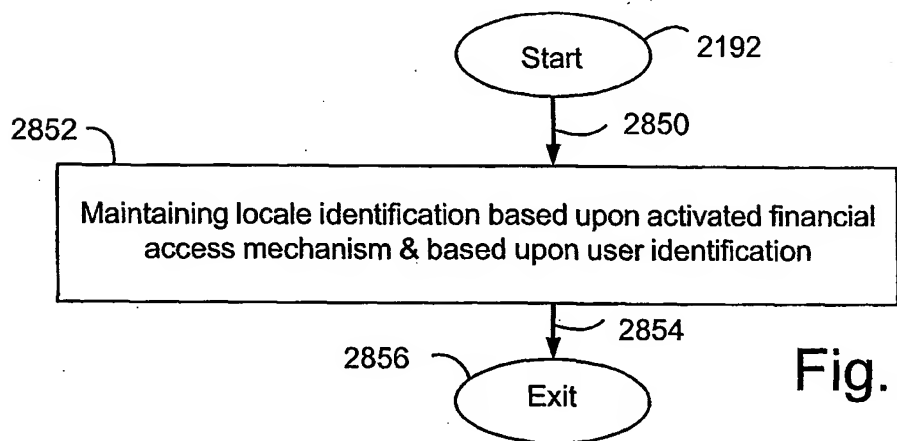 Start
2192
2850
2852
Maintaining locale identification based upon activated financial
access mechanism & based upon user identification
2854
2856
Exit
Fig.